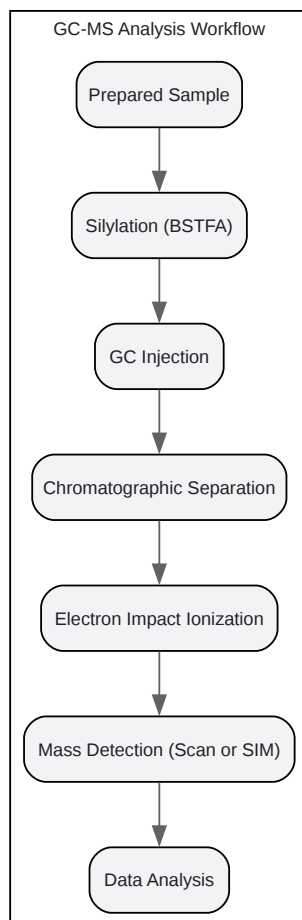 GC-MS Analysis Workflow
Prepared Sample
Silylation (BSTFA)
GC Injection
Chromatographic Separation
Electron Impact Ionization
Mass Detection (Scan or SIM)
Data Analysis